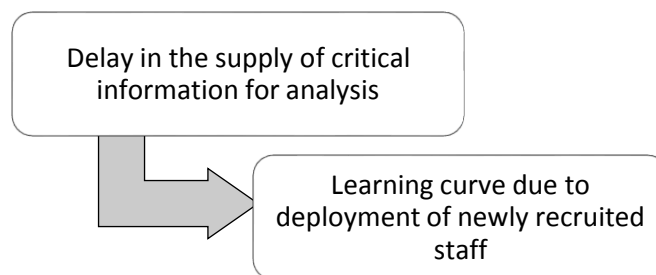 Delay in the supply of critical
information for analysis
Learning curve due to
deployment of newly recruited
staff